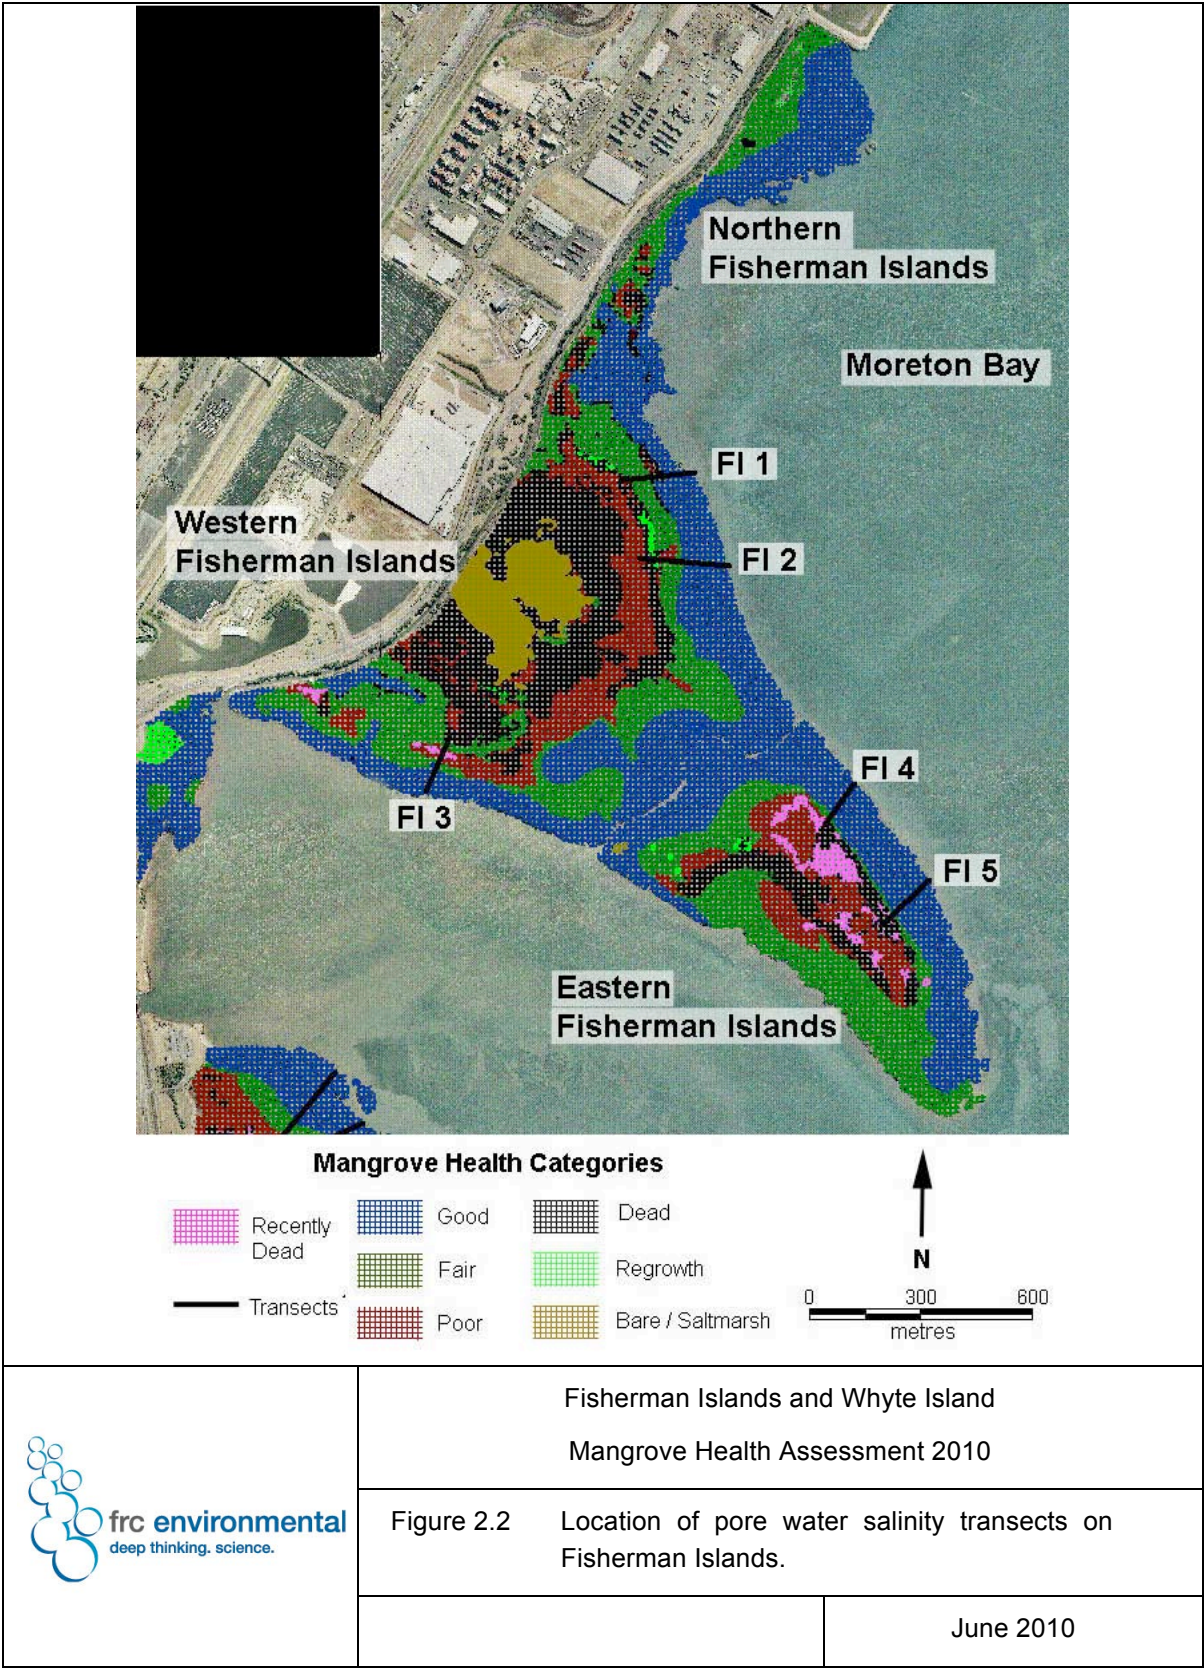 Northern
Fisherman Islands
Moreton Bay
FI 1
Western
Fisherman Islands
FI 2
FI 4
FI 3
FI 5
Eastern
Fisherman Islands
Mangrove Health Categories
Recently
Dead
Good
Dead
Fair
Regrowth
Transects
Poor
Bare / Saltmarsh
N
0 300 600
metres
frc environmental
deep thinking. science.
Fisherman Islands and Whyte Island
Mangrove Health Assessment 2010
Figure 2.2 Location of pore water salinity transects on
Fisherman Islands.
June 2010